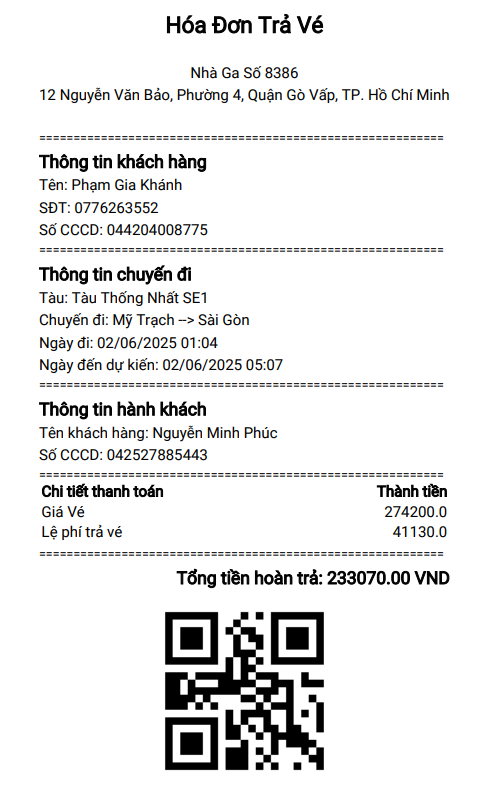 Hóa Đơn Trả Vé
Nhà Ga Số 8386
12 Nguyễn Văn Bảo, Phường 4, Quận Gò Vấp, TP. Hồ Chí Minh
===========================================================
Thông tin khách hàng
Tên: Phạm Gia Khánh
SĐT: 0776263552
Số CCCD: 044204008775
===========================================================
Thông tin chuyến đi
Tàu: Tàu Thống Nhất SE1
Chuyến đi: Mỹ Trạch --> Sài Gòn
Ngày đi: 02/06/2025 01:04
Ngày đến dự kiến: 02/06/2025 05:07
===========================================================
Thông tin hành khách
Tên khách hàng: Nguyễn Minh Phúc
Số CCCD: 042527885443
===========================================================
Chi tiết thanh toán Thành tiền
Giá Vé 274200.0
Lệ phí trả vé 41130.0
===========================================================
Tổng tiền hoàn trả: 233070.00 VND